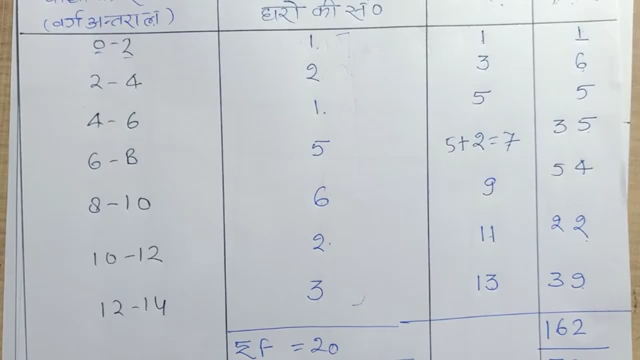 (वर्ग अन्तराल) घरों की सं०
0-2 1. 1 1
2-4 2 3 6
4-6 1. 5 5
6-8 5 5+2=7 35
8-10 6 9 54
10-12 2. 11 22
12-14 3 13 39
Σf = 20 162